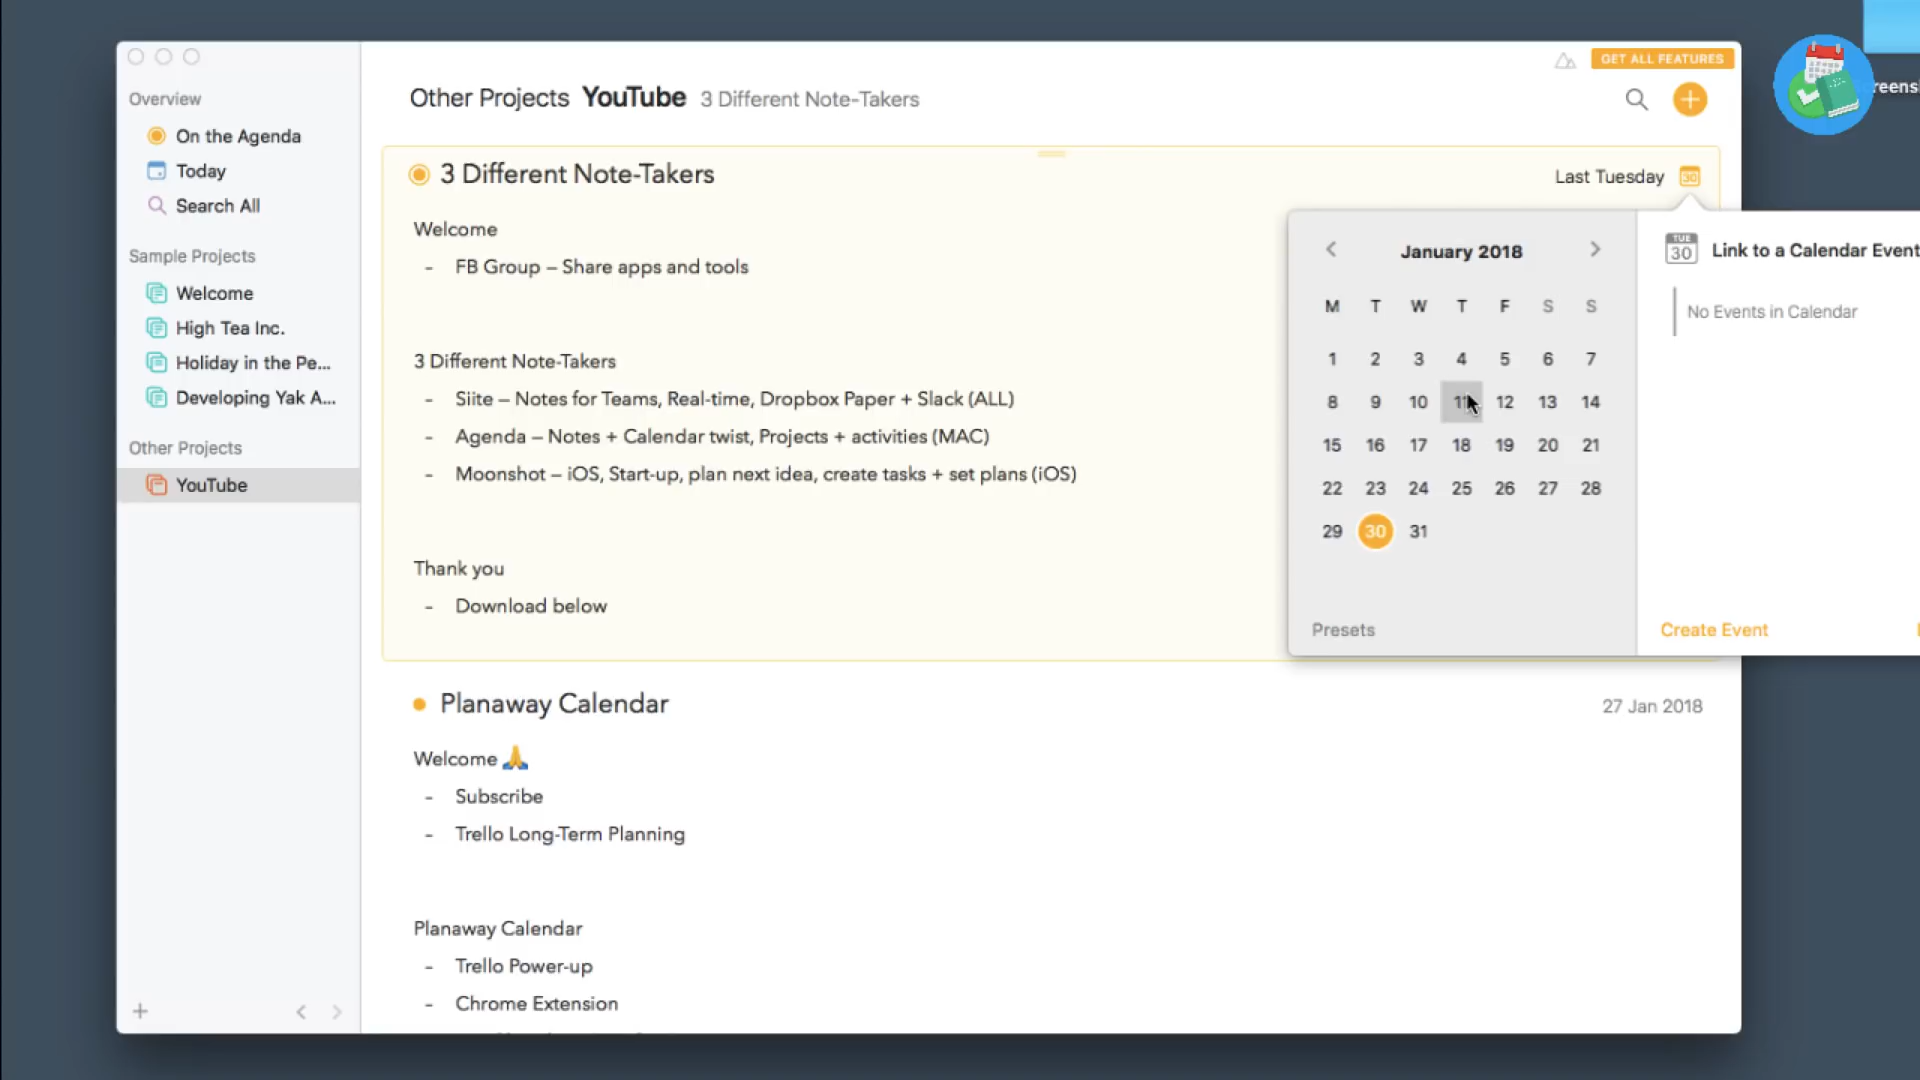 Overview
On the Agenda
Today
Search All
Sample Projects
Welcome
High Tea Inc.
Holiday in the Pe...
Developing Yak A...
Other Projects
YouTube
GET ALL FEATURES
Other Projects YouTube 3 Different Note-Takers
3 Different Note-Takers
Last Tuesday 30
Welcome
- FB Group – Share apps and tools
3 Different Note-Takers
- Siite – Notes for Teams, Real-time, Dropbox Paper + Slack (ALL)
- Agenda – Notes + Calendar twist, Projects + activities (MAC)
- Moonshot – iOS, Start-up, plan next idea, create tasks + set plans (iOS)
Thank you
- Download below
January 2018
M T W T F S S
1 2 3 4 5 6 7
8 9 10 11 12 13 14
15 16 17 18 19 20 21
22 23 24 25 26 27 28
29 30 31
Presets
TUE
30
Link to a Calendar Event
No Events in Calendar
Create Event
Planaway Calendar
27 Jan 2018
Welcome 🙏
- Subscribe
- Trello Long-Term Planning
Planaway Calendar
- Trello Power-up
- Chrome Extension